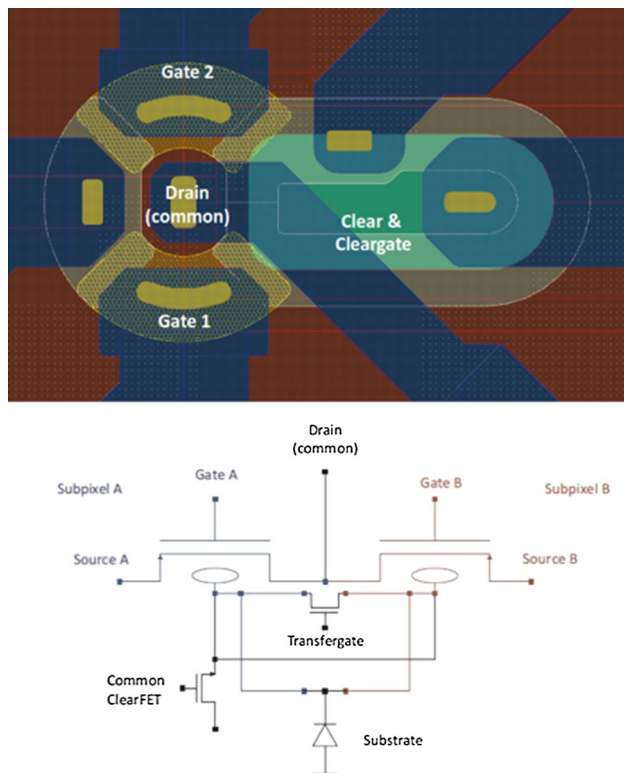 Gate 2
Drain
(common)
Clear &
Cleargate
Gate 1
Drain
(common)
Subpixel A
Gate A
Gate B
Subpixel B
Source A
Source B
Transfergate
Common
ClearFET
Substrate